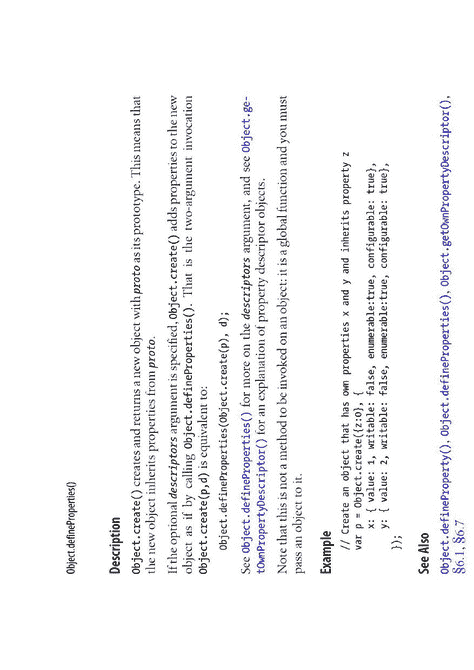 Object.defineProperties()
Description
Object.create() creates and returns a new object with proto as its prototype. This means that
the new object inherits properties from proto.
If the optional descriptors argument is specified, Object.create() adds properties to the new
object as if by calling Object.defineProperties(). That is the two-argument invocation
Object.create(p,d) is equivalent to:
Object.defineProperties(Object.create(p), d);
See Object.defineProperties() for more on the descriptors argument, and see Object.ge-
tOwnPropertyDescriptor() for an explanation of property descriptor objects.
Note that this is not a method to be invoked on an object: it is a global function and you must
pass an object to it.
Example
// Create an object that has own properties x and y and inherits property z
var p = Object.create({z:0}, {
x: { value: 1, writable: false, enumerable:true, configurable: true},
y: { value: 2, writable: false, enumerable:true, configurable: true},
});
See Also
Object.defineProperty(), Object.defineProperties(), Object.getOwnPropertyDescriptor(),
§6.1, §6.7